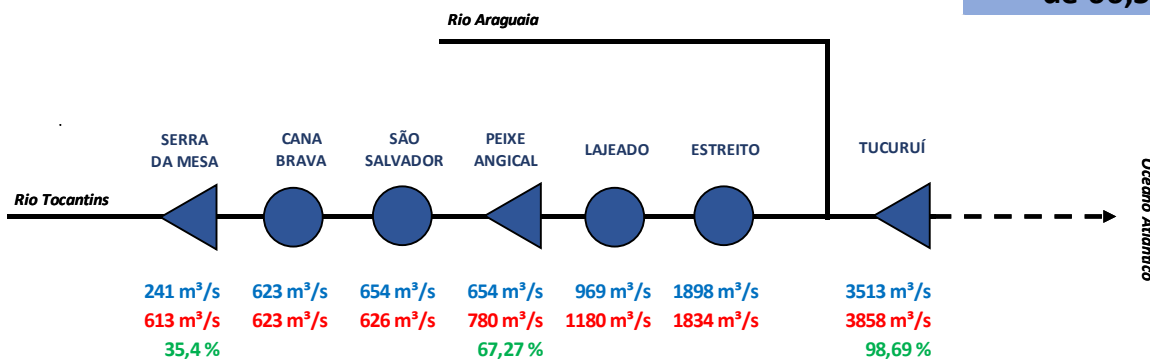 Rio Araguaia
SERRA
DA MESA
CANA
BRAVA
SÃO
SALVADOR
PEIXE
ANGICAL
LAJEADO
ESTREITO
TUCURUÍ
Rio Tocantins
Oceano Atlântico
241 m³/s 623 m³/s 654 m³/s 654 m³/s 969 m³/s 1898 m³/s 3513 m³/s
613 m³/s 623 m³/s 626 m³/s 780 m³/s 1180 m³/s 1834 m³/s 3858 m³/s
35,4 % 67,27 % 98,69 %